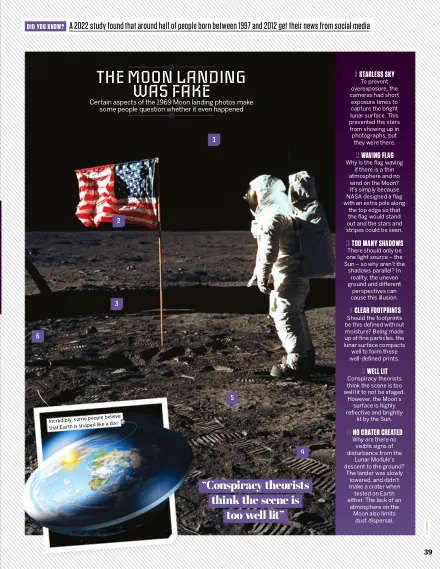 DID YOU KNOW?
A 2022 study found that around half of people born between 1997 and 2012 get their news from social media
THE MOON LANDING
WAS FAKE
Certain aspects of the 1969 Moon landing photos make
some people question whether it even happened
1
2
3
6
5
4
1 STARLESS SKY
To prevent
overexposure, the
cameras had short
exposure times to
capture the bright
lunar surface. This
prevented the stars
from showing up in
photographs, but
they were there.
2 WAVING FLAG
Why is the flag waving
if there is a thin
atmosphere and no
wind on the Moon?
It's simply because
NASA designed a flag
with an extra pole along
the top edge so that
the flag would stand
out and the stars and
stripes could be seen.
3 TOO MANY SHADOWS
There should only be
one light source – the
Sun – so why aren't the
shadows parallel? In
reality, the uneven
ground and different
perspectives can
cause this illusion.
4 CLEAR FOOTPRINTS
Should the footprints
be this defined without
moisture? Being made
up of fine particles, the
lunar surface compacts
well to form these
well-defined prints.
5 WELL LIT
Conspiracy theorists
think the scene is too
well lit to not be staged.
However, the Moon's
surface is highly
reflective and brightly
lit by the Sun.
6 NO CRATER CREATED
Why are there no
visible signs of
disturbance from the
Lunar Module's
descent to the ground?
The lander was slowly
lowered, and didn't
make a crater when
tested on Earth
either. The lack of an
atmosphere on the
Moon also limits
dust dispersal.
Incredibly, some people believe
that Earth is shaped like a disc
"Conspiracy theorists
think the scene is
too well lit"
39